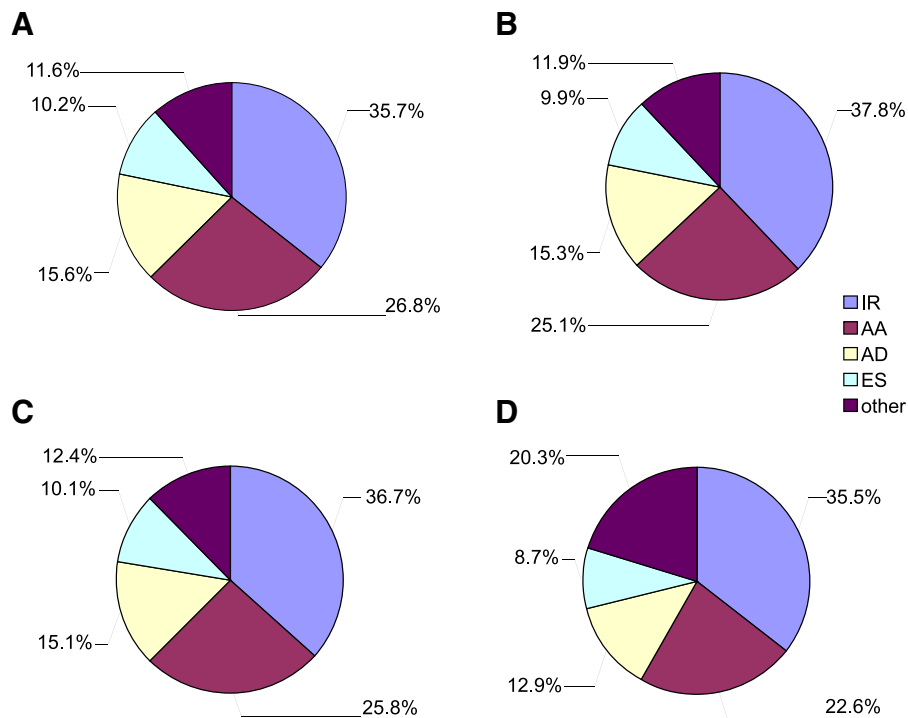 A
11.6%
10.2%
35.7%
15.6%
26.8%
B
11.9%
9.9%
37.8%
15.3%
25.1%
IR
AA
AD
ES
other
C
12.4%
10.1%
36.7%
15.1%
25.8%
D
20.3%
8.7%
35.5%
12.9%
22.6%